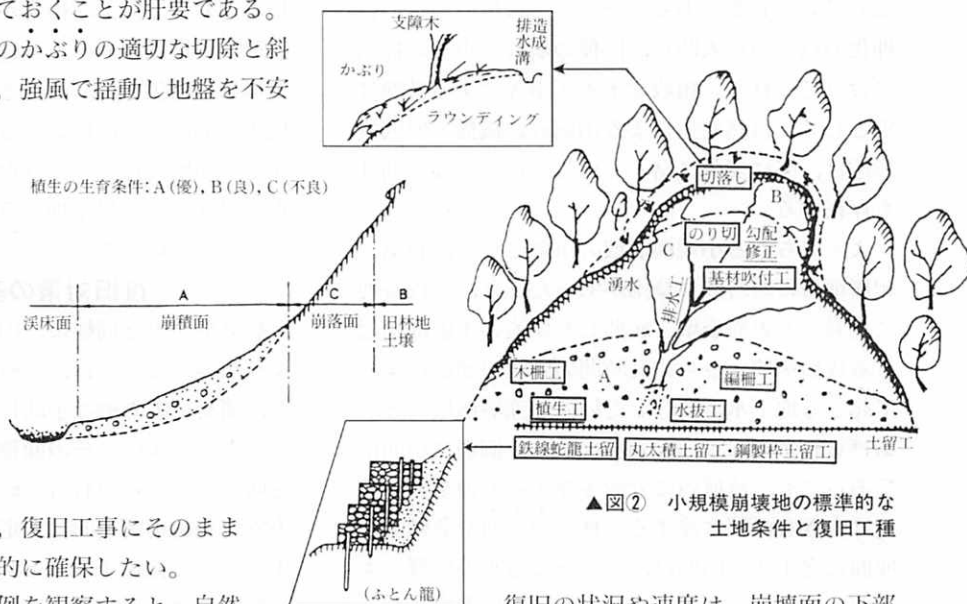 ておくことが肝要である。
のかぶりの適切な切除と斜
強風で揺動し地盤を不安
支障木
造成
排水溝
かぶり
ラウンディング
植生の生育条件：A（優），B（良），C（不良）
A
C
B
渓床面
崩積面
崩落面
旧林地
土壌
切落し
B
のり切
勾配
修正
C
湧水
基材吹付工
排水工
木柵工
A
編柵工
植生工
水抜工
土留工
鉄線蛇籠土留
丸太積土留工・鋼製枠土留工
(ふとん籠)
▲図② 小規模崩壊地の標準的な
土地条件と復旧工種
，復旧工事にそのまま
的に確保したい。
例を観察すると，自然
復旧の状況や速度は，崩壊面の下部